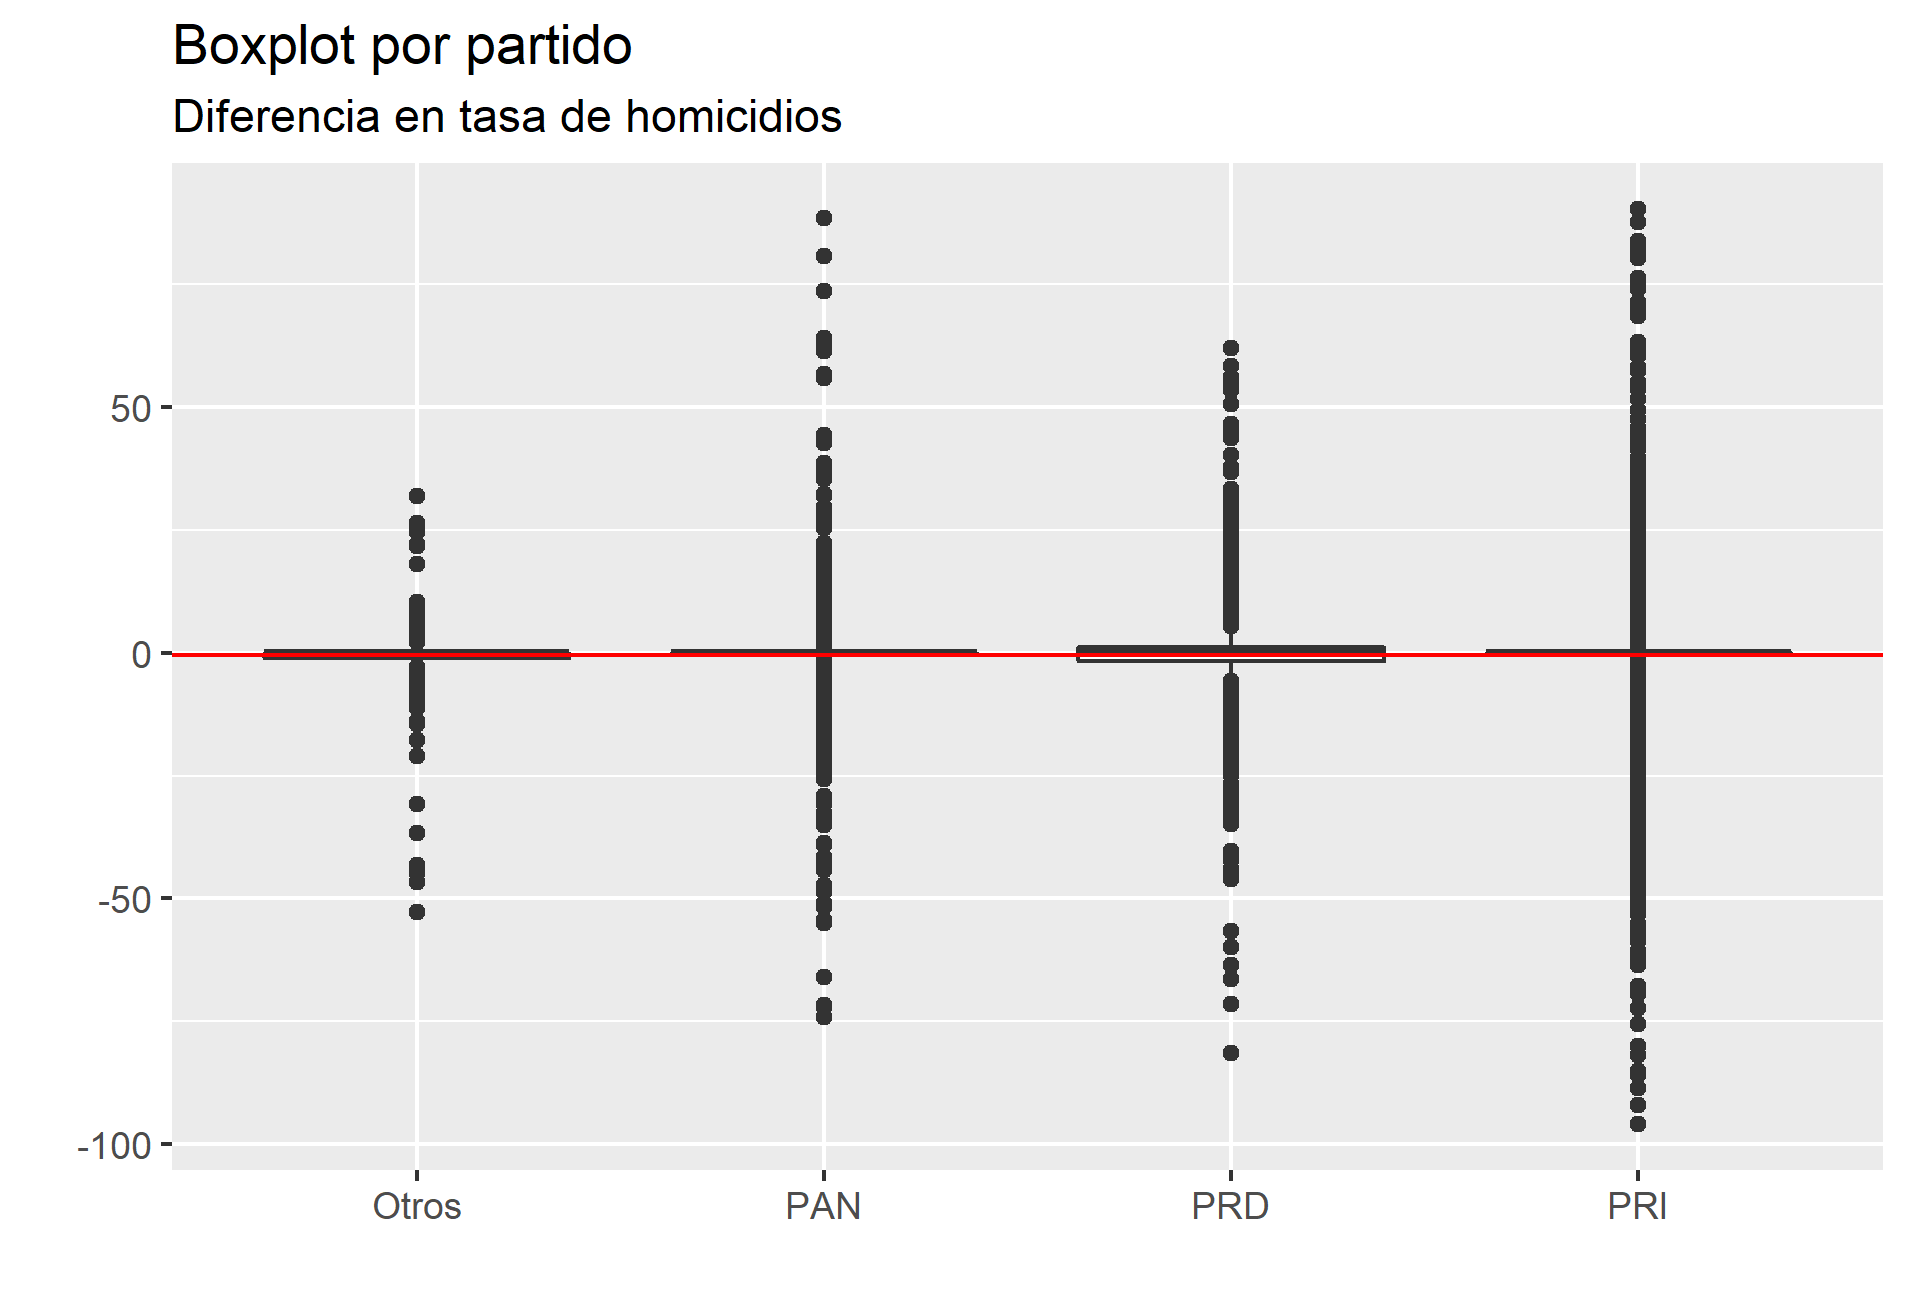 Boxplot por partido
Diferencia en tasa de homicidios
50
0
-50
-100
Otros PAN PRD PRI